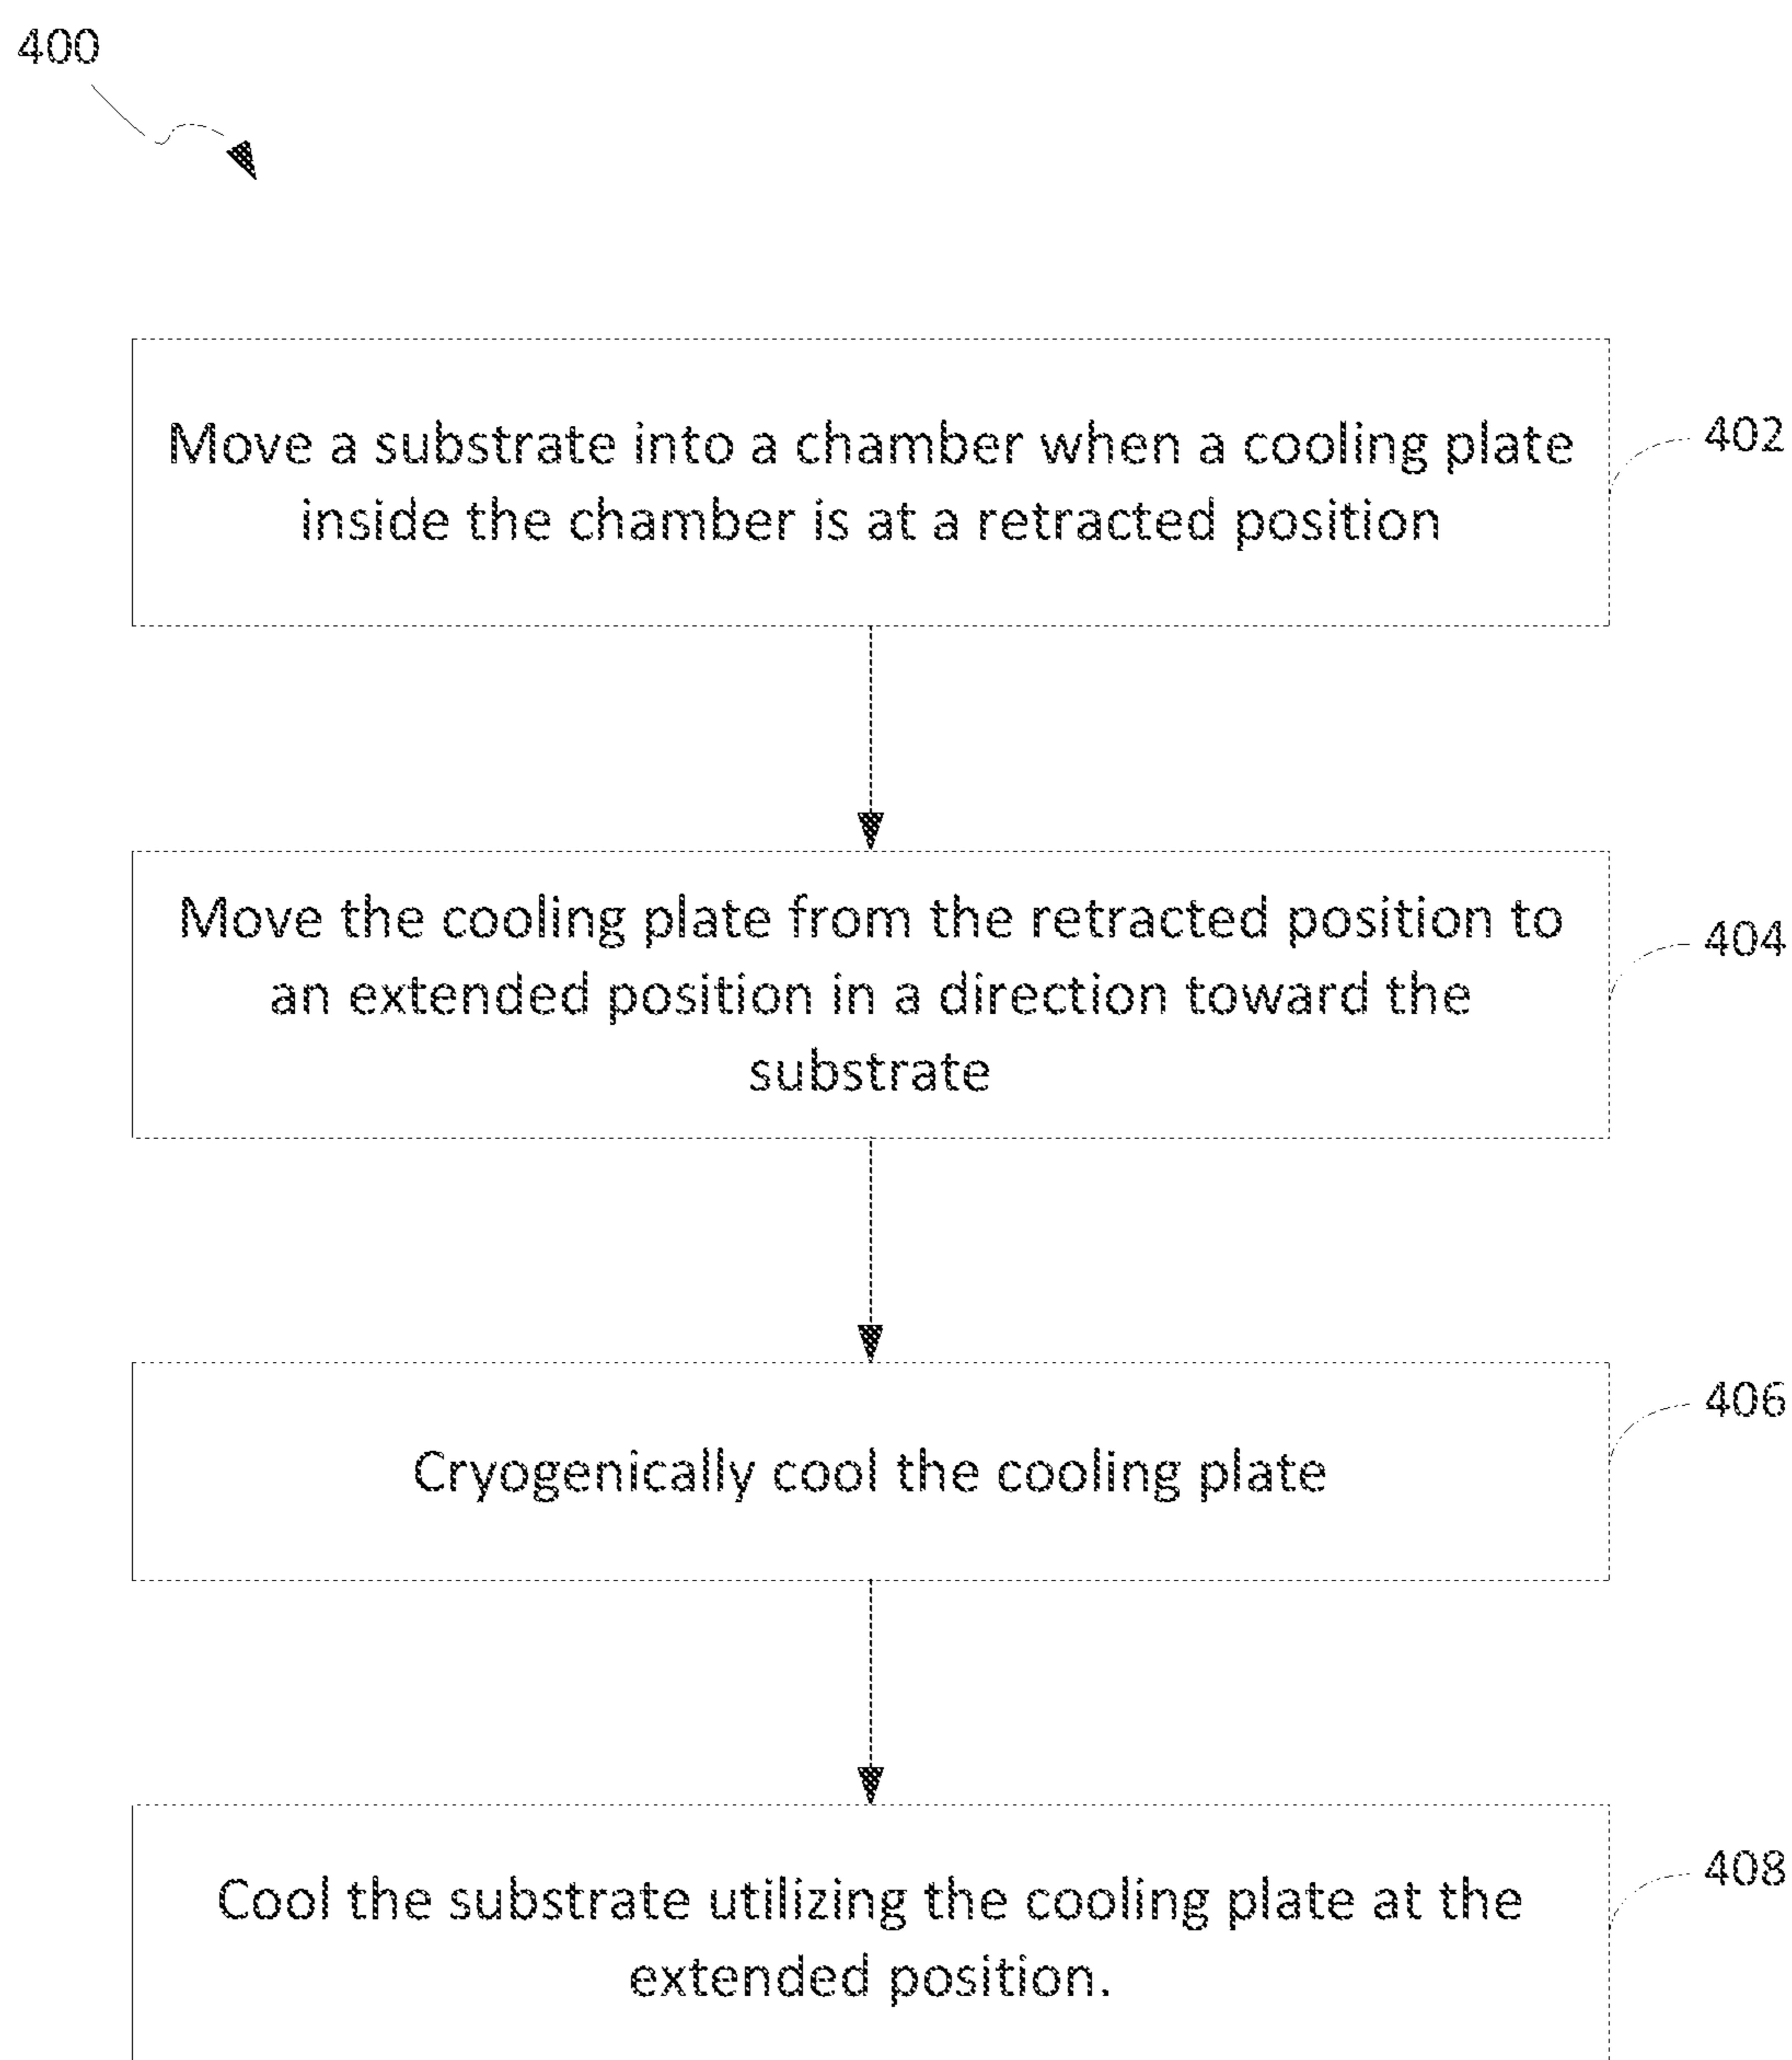 400
Move a substrate into a chamber when a cooling plate
inside the chamber is at a retracted position
402
Move the cooling plate from the retracted position to
an extended position in a direction toward the
substrate
404
Cryogenically cool the cooling plate
406
Cool the substrate utilizing the cooling plate at the
extended position.
408